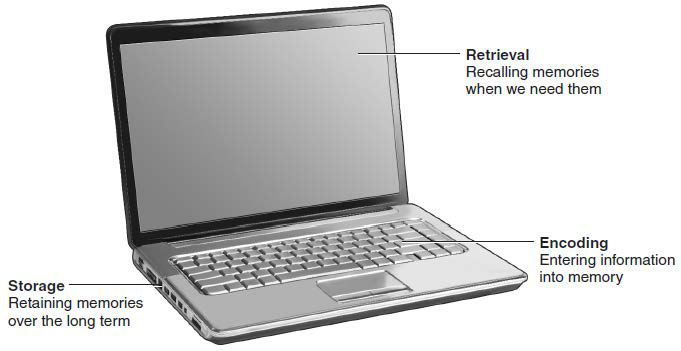 Retrieval
Recalling memories
when we need them
Encoding
Entering information
into memory
Storage
Retaining memories
over the long term